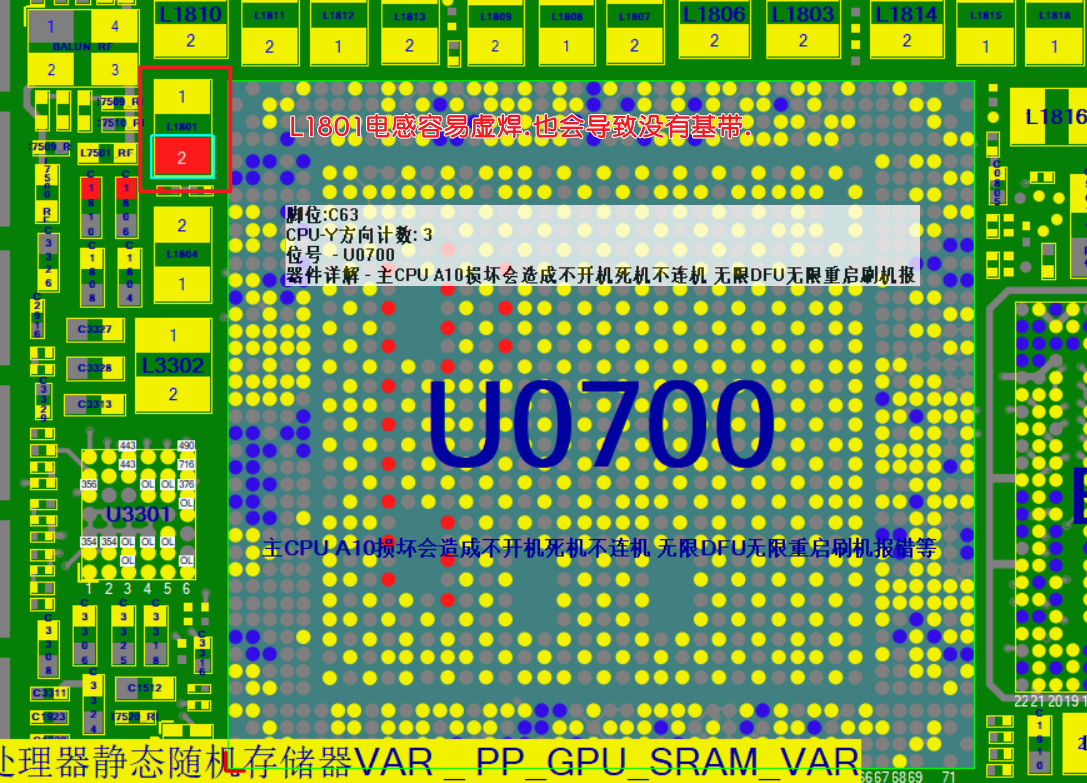 L1810
L1811
L1812
L1813
L1809
L1808
L1807
L1806
L1803
L1814
L1815
L1818
2
2
1
2
2
1
2
2
2
2
1
1
1
4
BALUN_RF
2
3
1
L1801
2
L7501_RF
L1816
L1801电感容易虚焊.也会导致没有基带.
脚位:C63
CPU-Y方向计数: 3
位号 - U0700
器件详解 - 主CPU A10损坏会造成不开机死机不连机 无限DFU无限重启刷机报
2
L1804
1
C3327
C3328
C3313
1
L3302
2
U0700
443
490
443
716
356
OL
OL
376
OL
U3301
354
354
OL
OL
OL
OL
OL
1 2 3 4 5 6
主CPU A10损坏会造成不开机死机不连机 无限DFU无限重启刷机报错等
C3311
C1512
C1923
22 21 20 19 1
处理器静态随机存储器VAR _ PP_GPU_SRAM_VAR
66 67 68 69 71